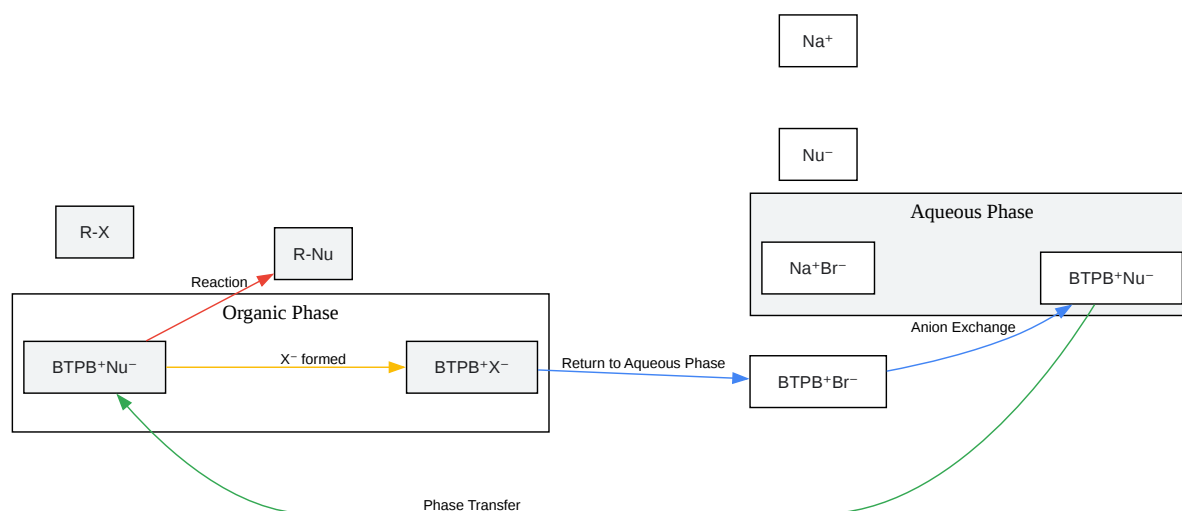 Na⁺
Nu⁻
Aqueous Phase
R-X
R-Nu
Na⁺Br⁻
BTPB⁺Nu⁻
Reaction
Organic Phase
Anion Exchange
BTPB⁺Nu⁻
X⁻ formed
BTPB⁺X⁻
Return to Aqueous Phase
BTPB⁺Br⁻
Phase Transfer